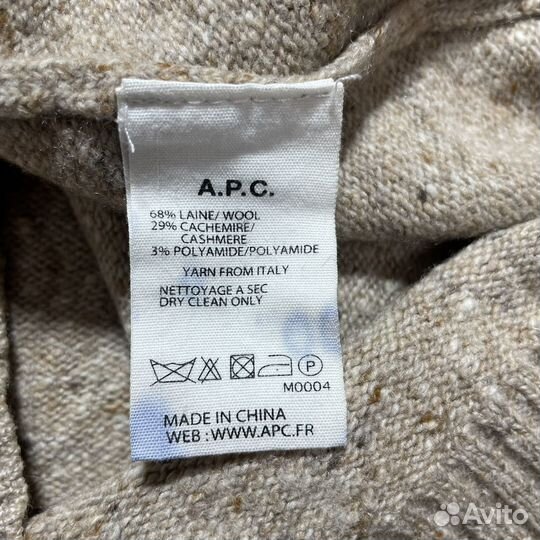 A.P.C.
68% LAINE/ WOOL
29% CACHEMIRE/
CASHMERE
3% POLYAMIDE/POLYAMIDE
YARN FROM ITALY
NETTOYAGE A SEC
DRY CLEAN ONLY
P
M0004
MADE IN CHINA
WEB : WWW.APC.FR
Avito